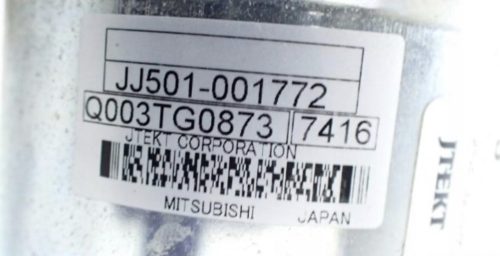 JJ501-001772
Q003TG0873 7416
JTEKT CORPORATION
MITSUBISHI JAPAN
JTEKT